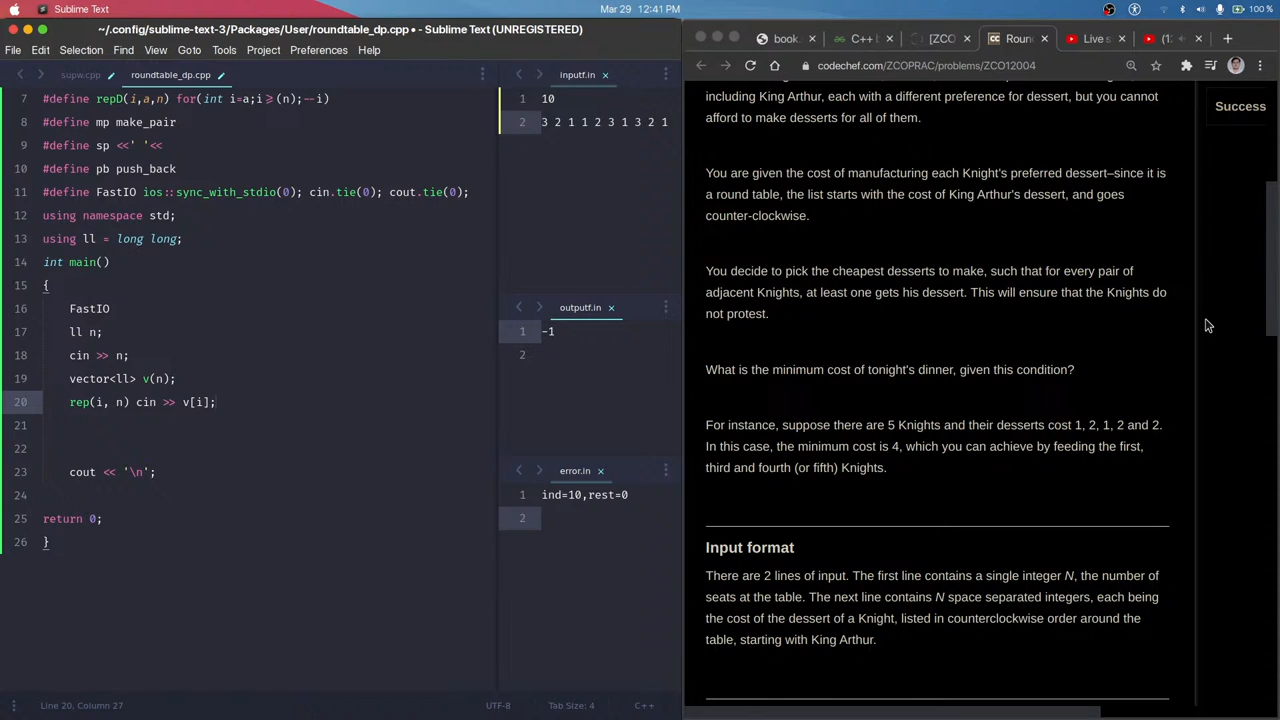 Sublime Text
Mar 29 12:41 PM
100 %
~/.config/sublime-text-3/Packages/User/roundtable_dp.cpp • - Sublime Text (UNREGISTERED)
File Edit Selection Find View Goto Tools Project Preferences Help
supw.cpp
roundtable_dp.cpp
7 #define repD(i,a,n) for(int i=a;i>=(n);--i)
8 #define mp make_pair
9 #define sp <<' '<<
10 #define pb push_back
11 #define FastIO ios::sync_with_stdio(0); cin.tie(0); cout.tie(0);
12 using namespace std;
13 using ll = long long;
14 int main()
15 {
16 FastIO
17 ll n;
18 cin >> n;
19 vector<ll> v(n);
20 rep(i, n) cin >> v[i];
21
22
23 cout << '\n';
24
25 return 0;
26 }
Line 20, Column 27
UTF-8
Tab Size: 4
C++
inputf.in
1 10
2 3 2 1 1 2 3 1 3 2 1
outputf.in
1 -1
2
error.in
1 ind=10,rest=0
2
book.
C++ l
[ZCO
Roun
Live s
(12
codechef.com/ZCOPRAC/problems/ZCO12004
including King Arthur, each with a different preference for dessert, but you cannot
afford to make desserts for all of them.
You are given the cost of manufacturing each Knight's preferred dessert–since it is
a round table, the list starts with the cost of King Arthur's dessert, and goes
counter-clockwise.
You decide to pick the cheapest desserts to make, such that for every pair of
adjacent Knights, at least one gets his dessert. This will ensure that the Knights do
not protest.
What is the minimum cost of tonight's dinner, given this condition?
For instance, suppose there are 5 Knights and their desserts cost 1, 2, 1, 2 and 2.
In this case, the minimum cost is 4, which you can achieve by feeding the first,
third and fourth (or fifth) Knights.
Input format
There are 2 lines of input. The first line contains a single integer N, the number of
seats at the table. The next line contains N space separated integers, each being
the cost of the dessert of a Knight, listed in counterclockwise order around the
table, starting with King Arthur.
Success